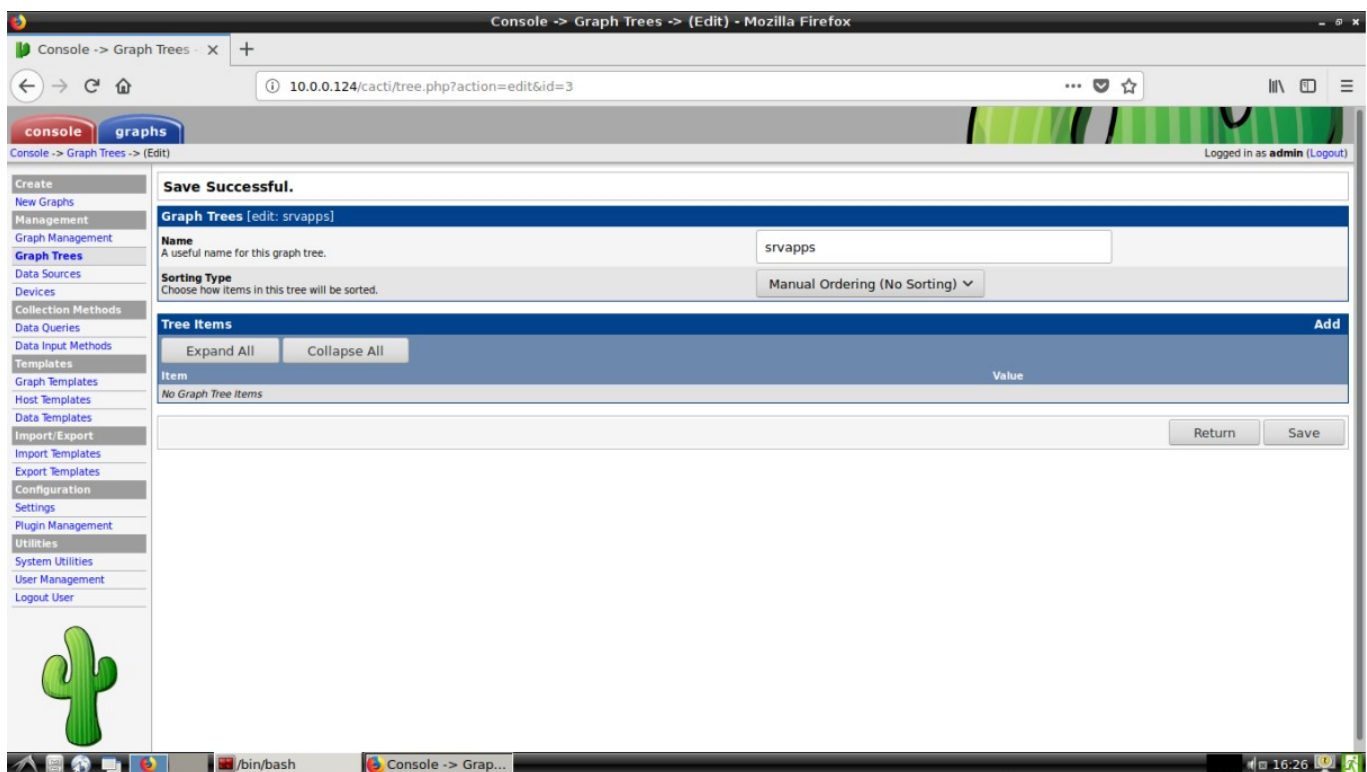 Console -> Graph Trees -> (Edit) - Mozilla Firefox
Console -> Graph Trees -
10.0.0.124/cacti/tree.php?action=edit&id=3
console graphs
Console -> Graph Trees -> (Edit)
Logged in as admin (Logout)
Create
New Graphs
Management
Graph Management
Graph Trees
Data Sources
Devices
Collection Methods
Data Queries
Data Input Methods
Templates
Graph Templates
Host Templates
Data Templates
Import/Export
Import Templates
Export Templates
Configuration
Settings
Plugin Management
Utilities
System Utilities
User Management
Logout User
Save Successful.
Graph Trees [edit: srvapps]
Name
A useful name for this graph tree.
srvapps
Sorting Type
Choose how items in this tree will be sorted.
Manual Ordering (No Sorting)
Tree Items Add
Expand All Collapse All
Item Value
No Graph Tree Items
Return Save
/bin/bash
Console -> Grap...
16:26